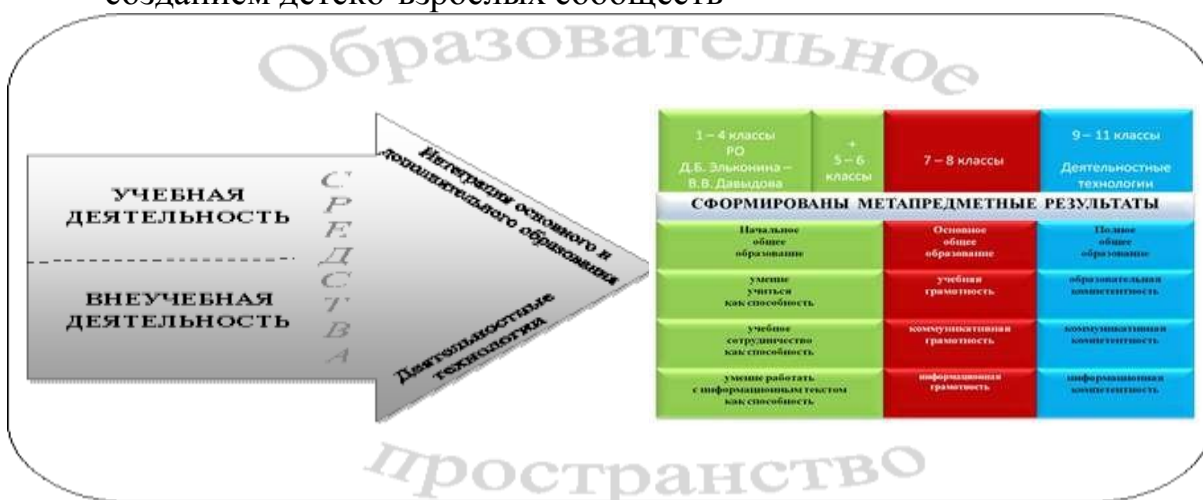 созданием детско-взрослых сообществ
Образовательное
УЧЕБНАЯ
ДЕЯТЕЛЬНОСТЬ
ВНЕУЧЕБНАЯ
ДЕЯТЕЛЬНОСТЬ
СРЕДСТВА
Интеграция основного и
дополнительного образования
Деятельностные
технологии
1 – 4 классы
РО
Д.Б. Эльконина –
В.В. Давыдова
+
5 – 6
классы
7 – 8 классы
9 – 11 классы
Деятельностные
технологии
СФОРМИРОВАНЫ МЕТАПРЕДМЕТНЫЕ РЕЗУЛЬТАТЫ
Начальное
общее
образование
Основное
общее
образование
Полное
общее
образование
умение
учиться
как способность
учебная
грамотность
образовательная
компетентность
учебное
сотрудничество
как способность
коммуникативная
грамотность
коммуникативная
компетентность
умение работать
с информационным текстом
как способность
информационная
грамотность
информационная
компетентность
пространство